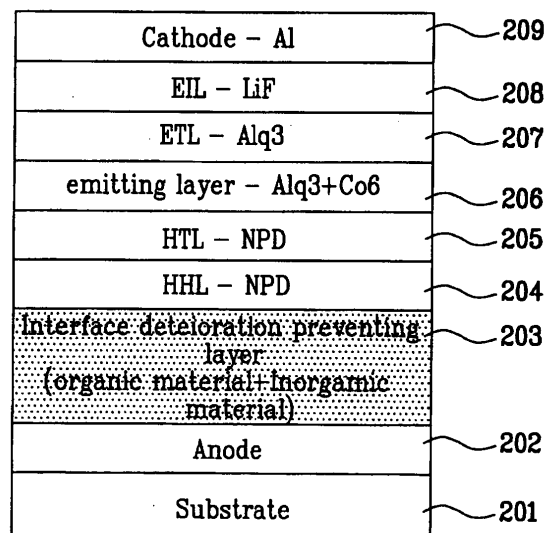 Cathode - Al 209
EIL - LiF 208
ETL - Alq3 207
emitting layer - Alq3+Co6 206
HTL - NPD 205
HHL - NPD 204
Interface deteioration preventing 203
layer
(organic material+Inorgamic
material)
Anode 202
Substrate 201